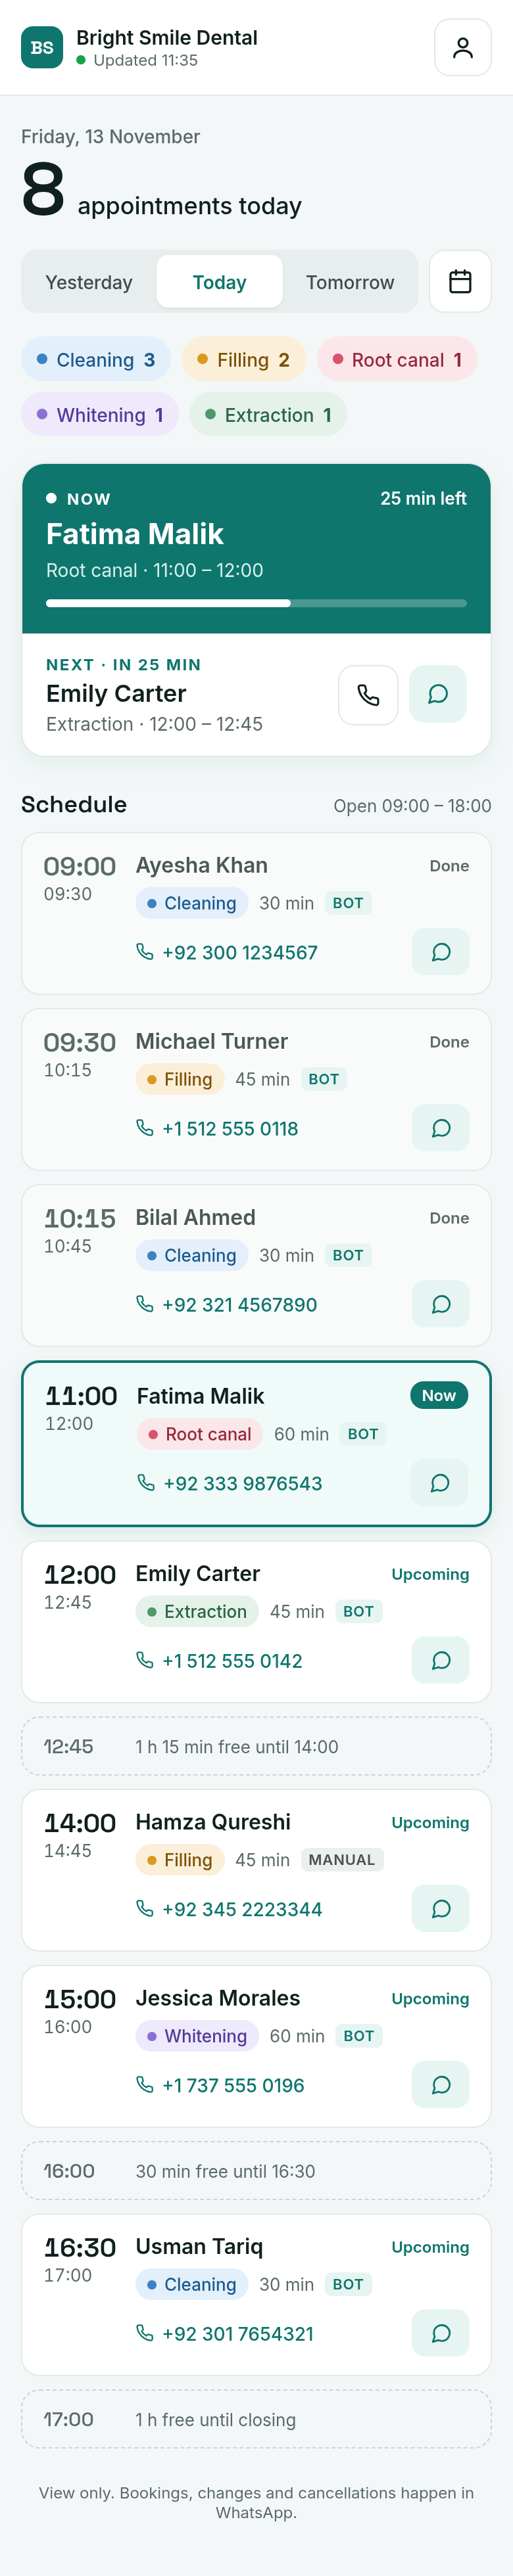 BS
Bright Smile Dental
Updated 11:35
Friday, 13 November
8 appointments today
Yesterday
Today
Tomorrow
Cleaning 3
Filling 2
Root canal 1
Whitening 1
Extraction 1
NOW
25 min left
Fatima Malik
Root canal · 11:00 – 12:00
NEXT · IN 25 MIN
Emily Carter
Extraction · 12:00 – 12:45
Schedule
Open 09:00 – 18:00
09:00
Ayesha Khan
Done
09:30
Cleaning
30 min
BOT
+92 300 1234567
09:30
Michael Turner
Done
10:15
Filling
45 min
BOT
+1 512 555 0118
10:15
Bilal Ahmed
Done
10:45
Cleaning
30 min
BOT
+92 321 4567890
11:00
Fatima Malik
Now
12:00
Root canal
60 min
BOT
+92 333 9876543
12:00
Emily Carter
Upcoming
12:45
Extraction
45 min
BOT
+1 512 555 0142
12:45
1 h 15 min free until 14:00
14:00
Hamza Qureshi
Upcoming
14:45
Filling
45 min
MANUAL
+92 345 2223344
15:00
Jessica Morales
Upcoming
16:00
Whitening
60 min
BOT
+1 737 555 0196
16:00
30 min free until 16:30
16:30
Usman Tariq
Upcoming
17:00
Cleaning
30 min
BOT
+92 301 7654321
17:00
1 h free until closing
View only. Bookings, changes and cancellations happen in
WhatsApp.